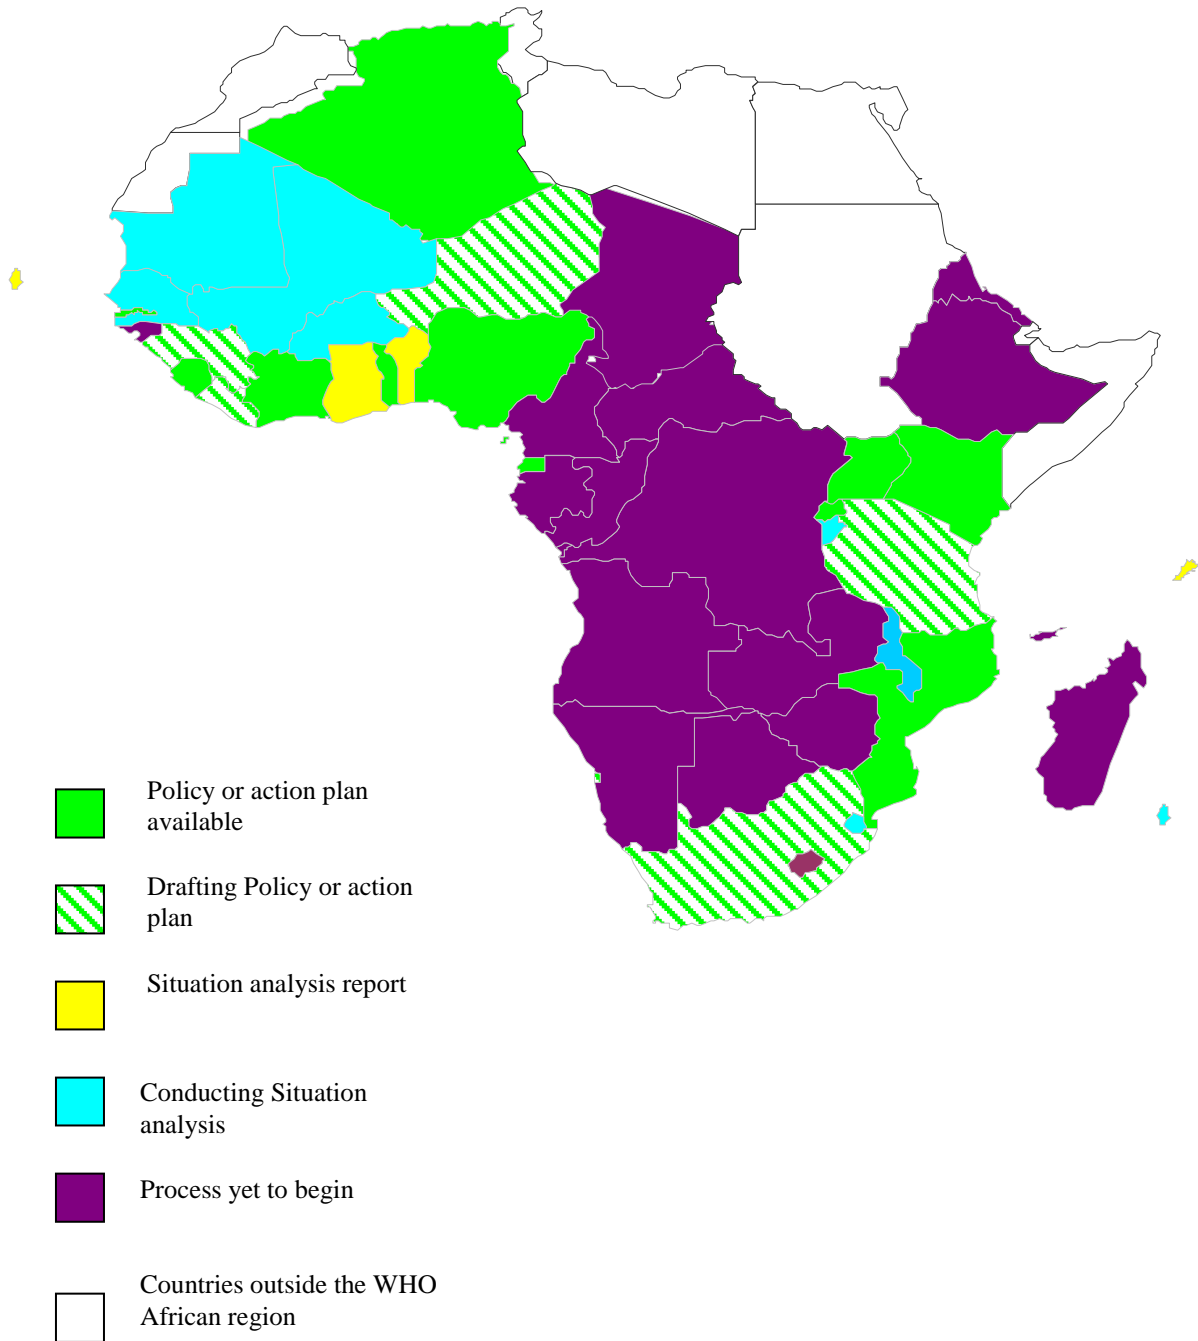 Policy or action plan
available
Drafting Policy or action
plan
Situation analysis report
Conducting Situation
analysis
Process yet to begin
Countries outside the WHO
African region